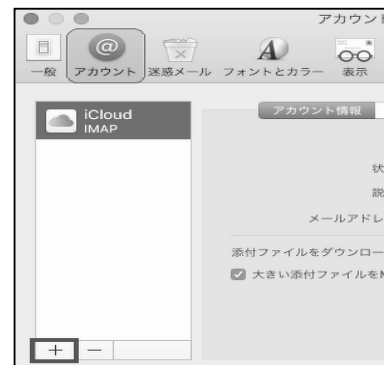 アカウント
一般 アカウント 迷惑メール フォントとカラー 表示
iCloud
IMAP
アカウント情報
状
説
メールアドレ
添付ファイルをダウンロー
大きい添付ファイルをM
+ −